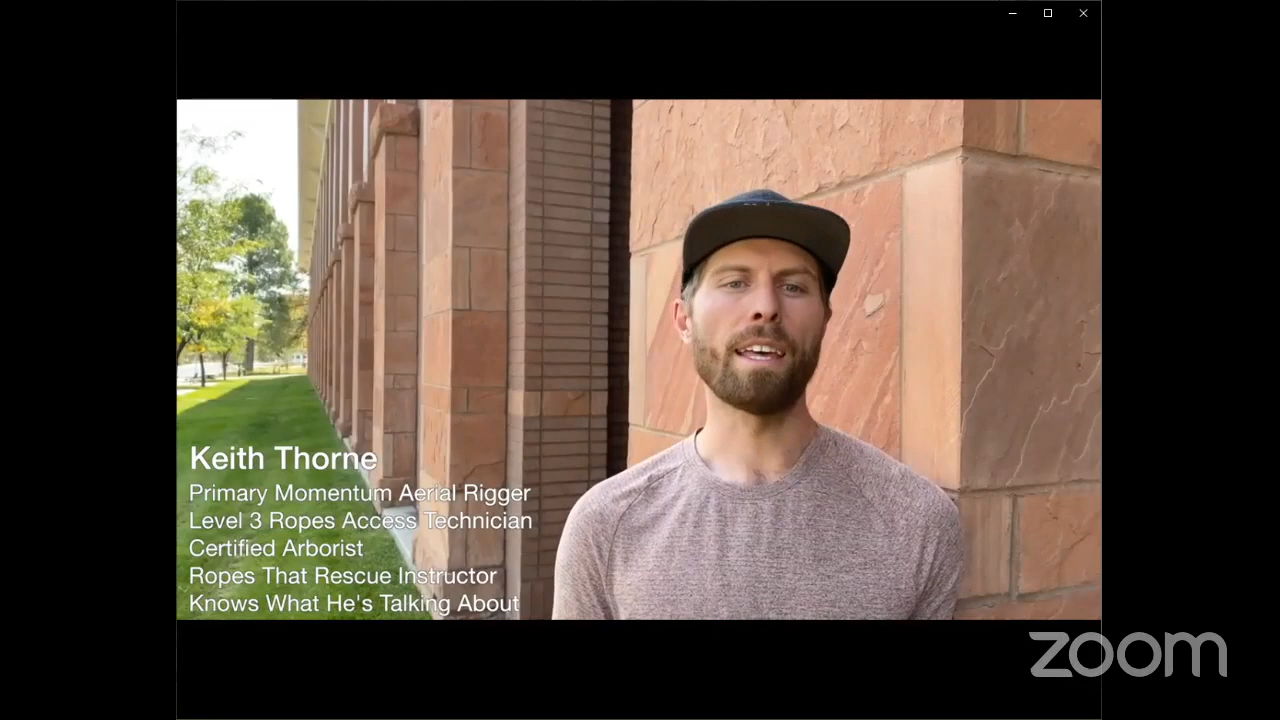 Keith Thorne
Primary Momentum Aerial Rigger
Level 3 Ropes Access Technician
Certified Arborist
Ropes That Rescue Instructor
Knows What He's Talking About
zoom